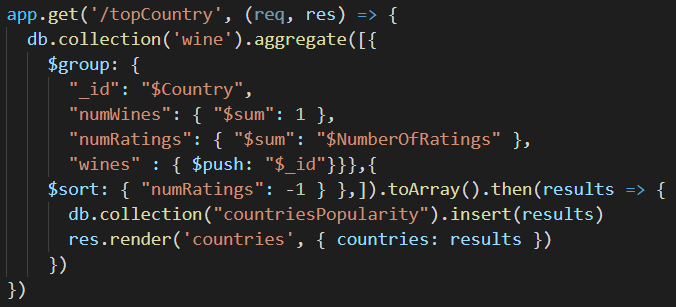 app.get('/topCountry', (req, res) => {
  db.collection('wine').aggregate([{
    $group: {
      "_id": "$Country",
      "numWines": { "$sum": 1 },
      "numRatings": { "$sum": "$NumberOfRatings" },
      "wines" : { $push: "$_id"}}},{
    $sort: { "numRatings": -1 } },]).toArray().then(results => {
      db.collection("countriesPopularity").insert(results)
      res.render('countries', { countries: results })
    })
})